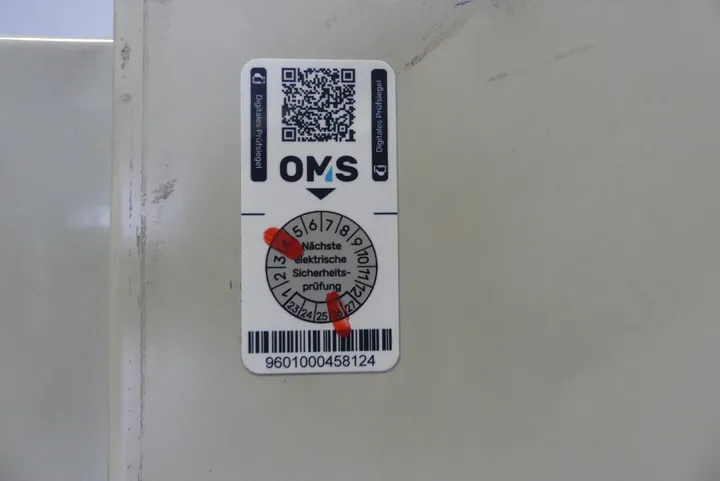 Digitales Prüfsiegel
Digitales Prüfsiegel
OMS
1 2 3 4 5 6 7 8 9 10 11 12
Nächste
elektrische
Sicherheits-
prüfung
23 24 25 26 27
9601000458124